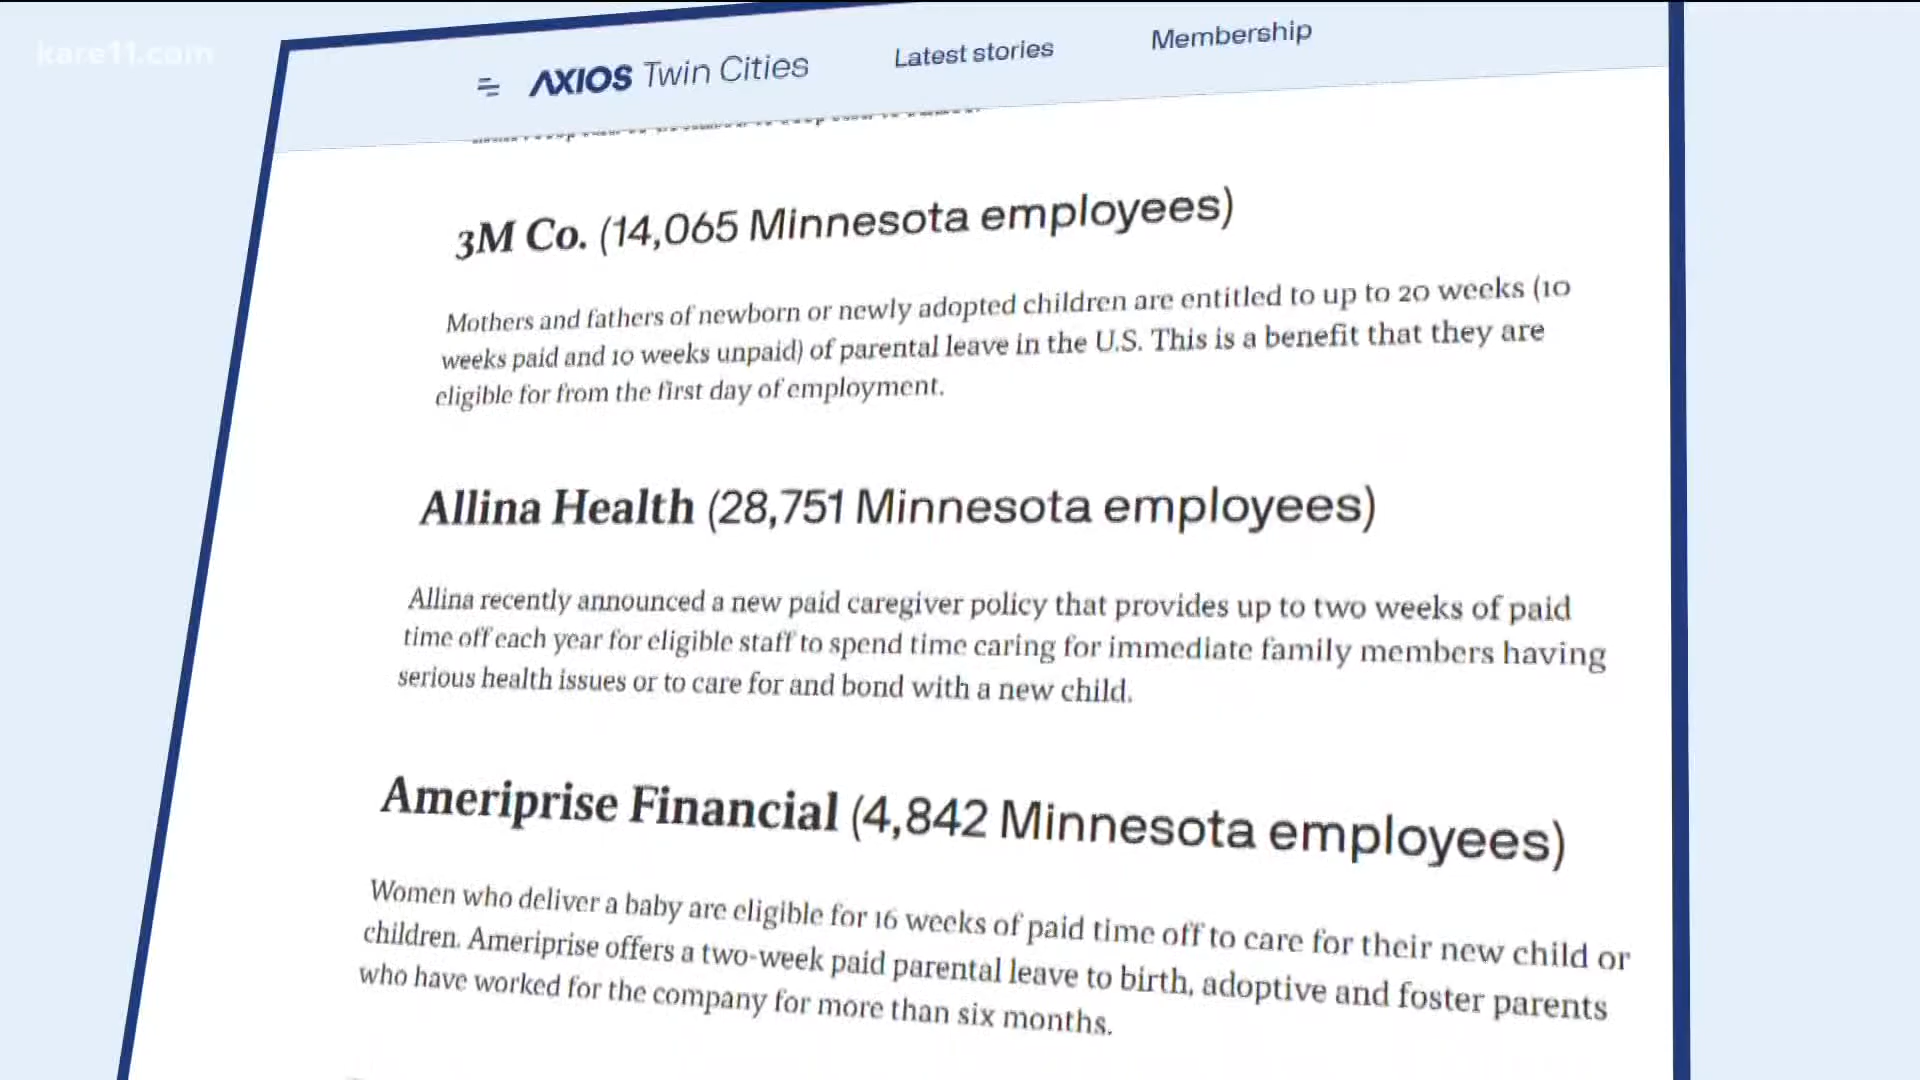 kare11.com
AXIOS Twin Cities
Latest stories
Membership
3M Co. (14,065 Minnesota employees)
Mothers and fathers of newborn or newly adopted children are entitled to up to 20 weeks (10
weeks paid and 10 weeks unpaid) of parental leave in the U.S. This is a benefit that they are
eligible for from the first day of employment.
Allina Health (28,751 Minnesota employees)
Allina recently announced a new paid caregiver policy that provides up to two weeks of paid
time off each year for eligible staff to spend time caring for immediate family members having
serious health issues or to care for and bond with a new child.
Ameriprise Financial (4,842 Minnesota employees)
Women who deliver a baby are eligible for 16 weeks of paid time off to care for their new child or
children. Ameriprise offers a two-week paid parental leave to birth, adoptive and foster parents
who have worked for the company for more than six months.